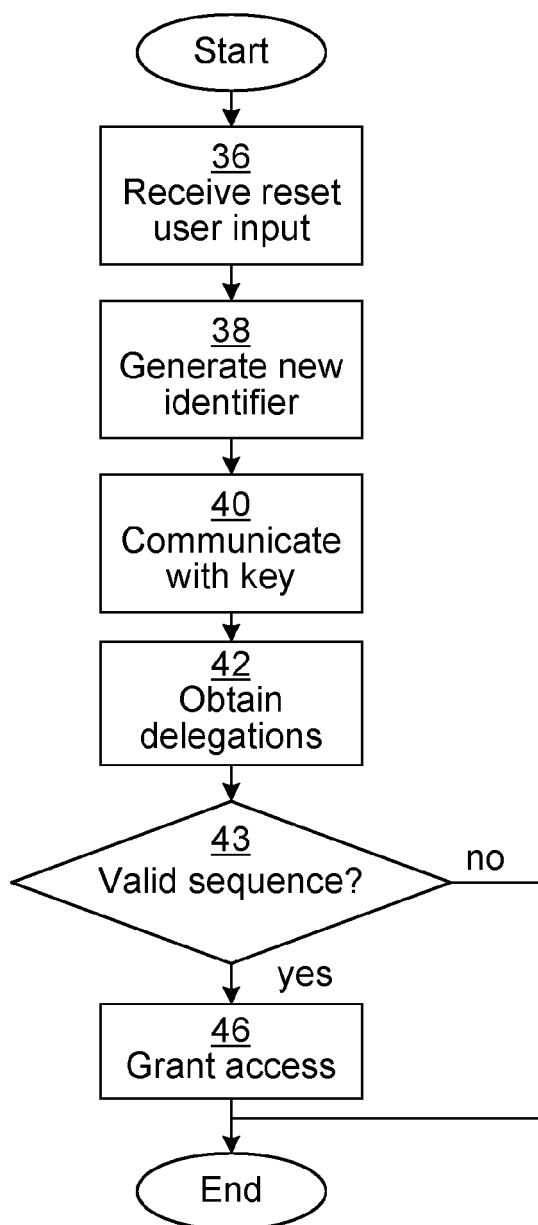 Start
36
Receive reset
user input
38
Generate new
identifier
40
Communicate
with key
42
Obtain
delegations
43
Valid sequence?
no
yes
46
Grant access
End